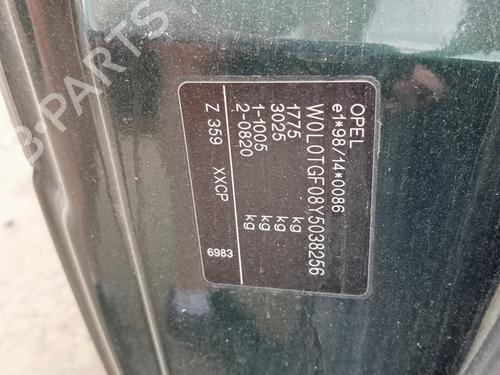 OPEL
e1*98/14*0086
W0L0TGF08Y5038256
1775 kg
3025 kg
1-1005 kg
2-0820 kg
Z 359 XXCP
6983
B-PARTS